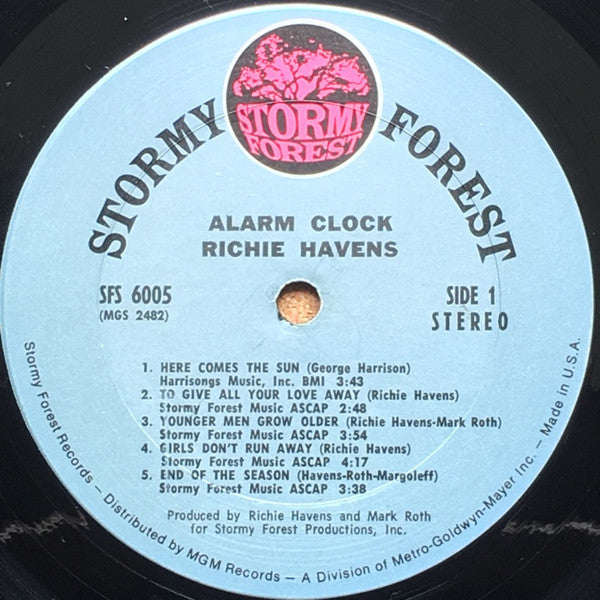 STORMY
FOREST
STORMY FOREST
ALARM CLOCK
RICHIE HAVENS
SFS 6005
(MGS 2482)
SIDE 1
STEREO
1. HERE COMES THE SUN (George Harrison)
Harrisongs Music, Inc. BMI 3:43
2. TO GIVE ALL YOUR LOVE AWAY (Richie Havens)
Stormy Forest Music ASCAP 2:48
3. YOUNGER MEN GROW OLDER (Richie Havens-Mark Roth)
Stormy Forest Music ASCAP 3:54
4. GIRLS DON'T RUN AWAY (Richie Havens)
Stormy Forest Music ASCAP 4:17
5. END OF THE SEASON (Havens-Roth-Margoleff)
Stormy Forest Music ASCAP 3:38
Produced by Richie Havens and Mark Roth
for Stormy Forest Productions, Inc.
Stormy Forest Records – Distributed by MGM Records – A Division of Metro-Goldwyn-Mayer Inc. – Made in U.S.A.